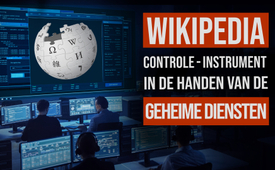 WIKIPEDIA
CONTROLE-INSTRUMENT
IN DE HANDEN VAN DE
GEHEIME DIENSTEN